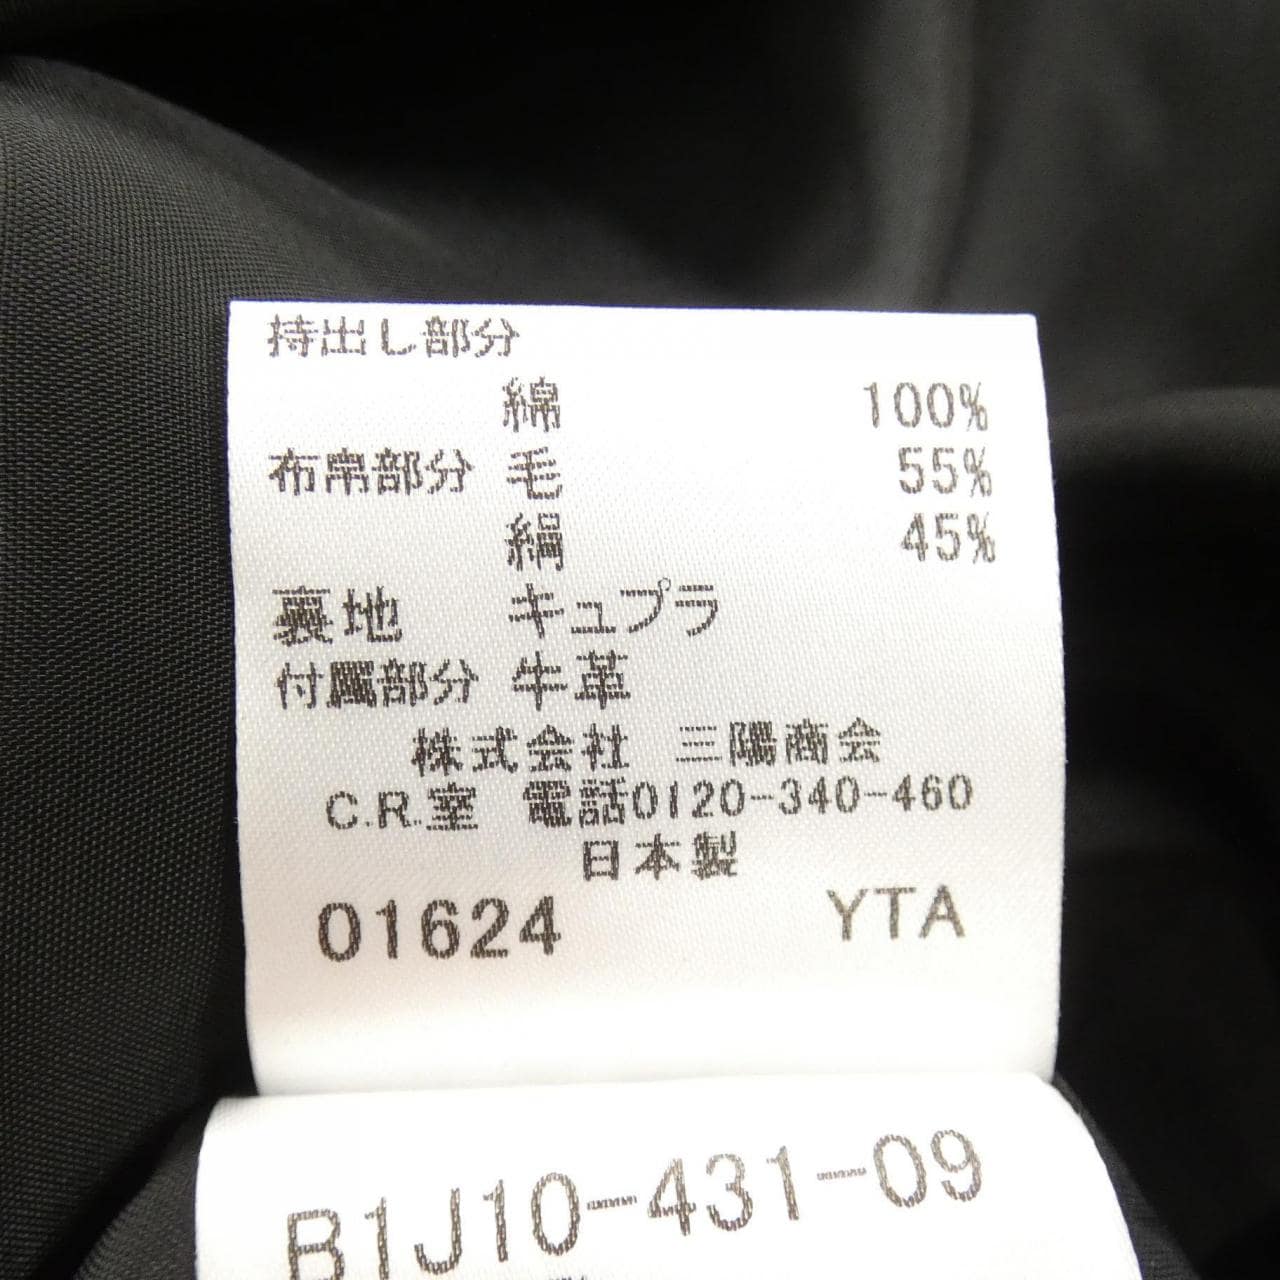 持出し部分
綿 100%
布帛部分 毛 55%
絹 45%
裏地 キュプラ
付属部分 牛革
株式会社 三陽商会
C.R.室 電話0120-340-460
日本製
01624 YTA
B1J10-431-09